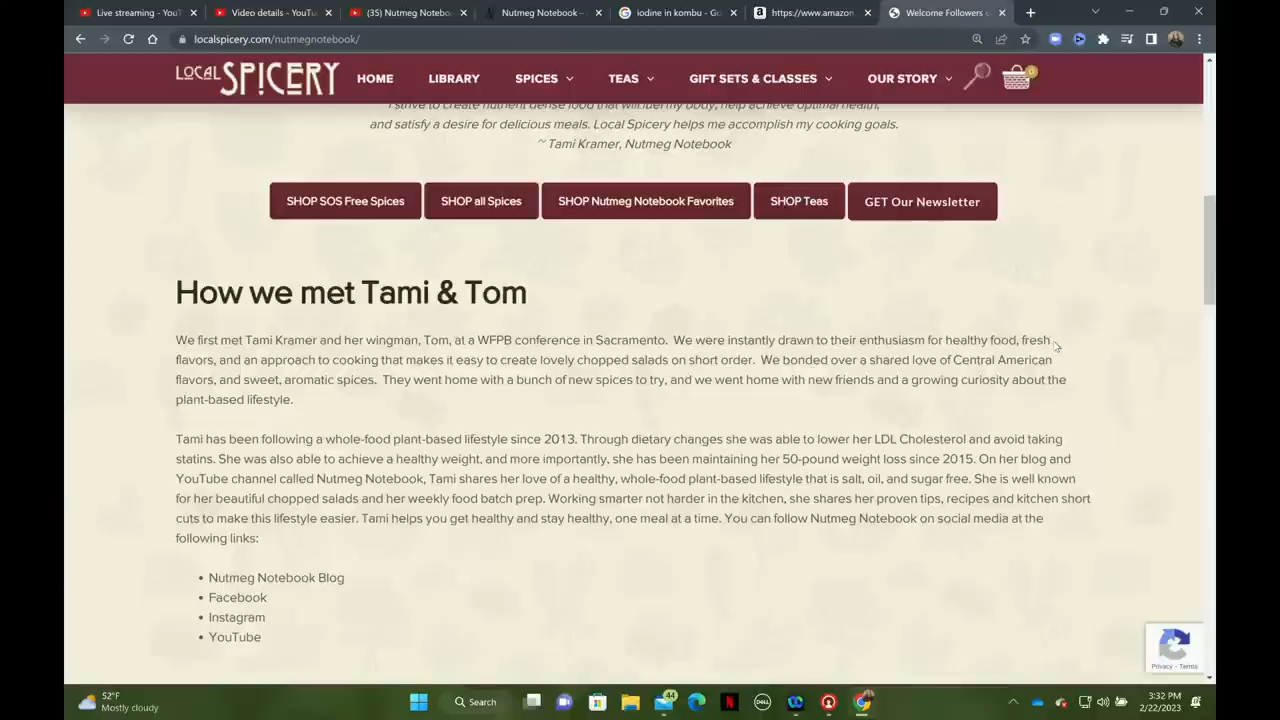 Live streaming - YouT
Video details - YouTu
(35) Nutmeg Notebo
Nutmeg Notebook –
iodine in kombu - Go
https://www.amazon
Welcome Followers
localspicery.com/nutmegnotebook/
LOCAL SPICERY
HOME
LIBRARY
SPICES
TEAS
GIFT SETS & CLASSES
OUR STORY
0
I strive to create nutrient dense food that will fuel my body, help achieve optimal health,
and satisfy a desire for delicious meals. Local Spicery helps me accomplish my cooking goals.
~ Tami Kramer, Nutmeg Notebook
SHOP SOS Free Spices
SHOP all Spices
SHOP Nutmeg Notebook Favorites
SHOP Teas
GET Our Newsletter
How we met Tami & Tom
We first met Tami Kramer and her wingman, Tom, at a WFPB conference in Sacramento. We were instantly drawn to their enthusiasm for healthy food, fresh
flavors, and an approach to cooking that makes it easy to create lovely chopped salads on short order. We bonded over a shared love of Central American
flavors, and sweet, aromatic spices. They went home with a bunch of new spices to try, and we went home with new friends and a growing curiosity about the
plant-based lifestyle.
Tami has been following a whole-food plant-based lifestyle since 2013. Through dietary changes she was able to lower her LDL Cholesterol and avoid taking
statins. She was also able to achieve a healthy weight, and more importantly, she has been maintaining her 50-pound weight loss since 2015. On her blog and
YouTube channel called Nutmeg Notebook, Tami shares her love of a healthy, whole-food plant-based lifestyle that is salt, oil, and sugar free. She is well known
for her beautiful chopped salads and her weekly food batch prep. Working smarter not harder in the kitchen, she shares her proven tips, recipes and kitchen short
cuts to make this lifestyle easier. Tami helps you get healthy and stay healthy, one meal at a time. You can follow Nutmeg Notebook on social media at the
following links:
• Nutmeg Notebook Blog
• Facebook
• Instagram
• YouTube
Privacy - Terms
52°F
Mostly cloudy
Search
44
N
DELL
3:32 PM
2/22/2023